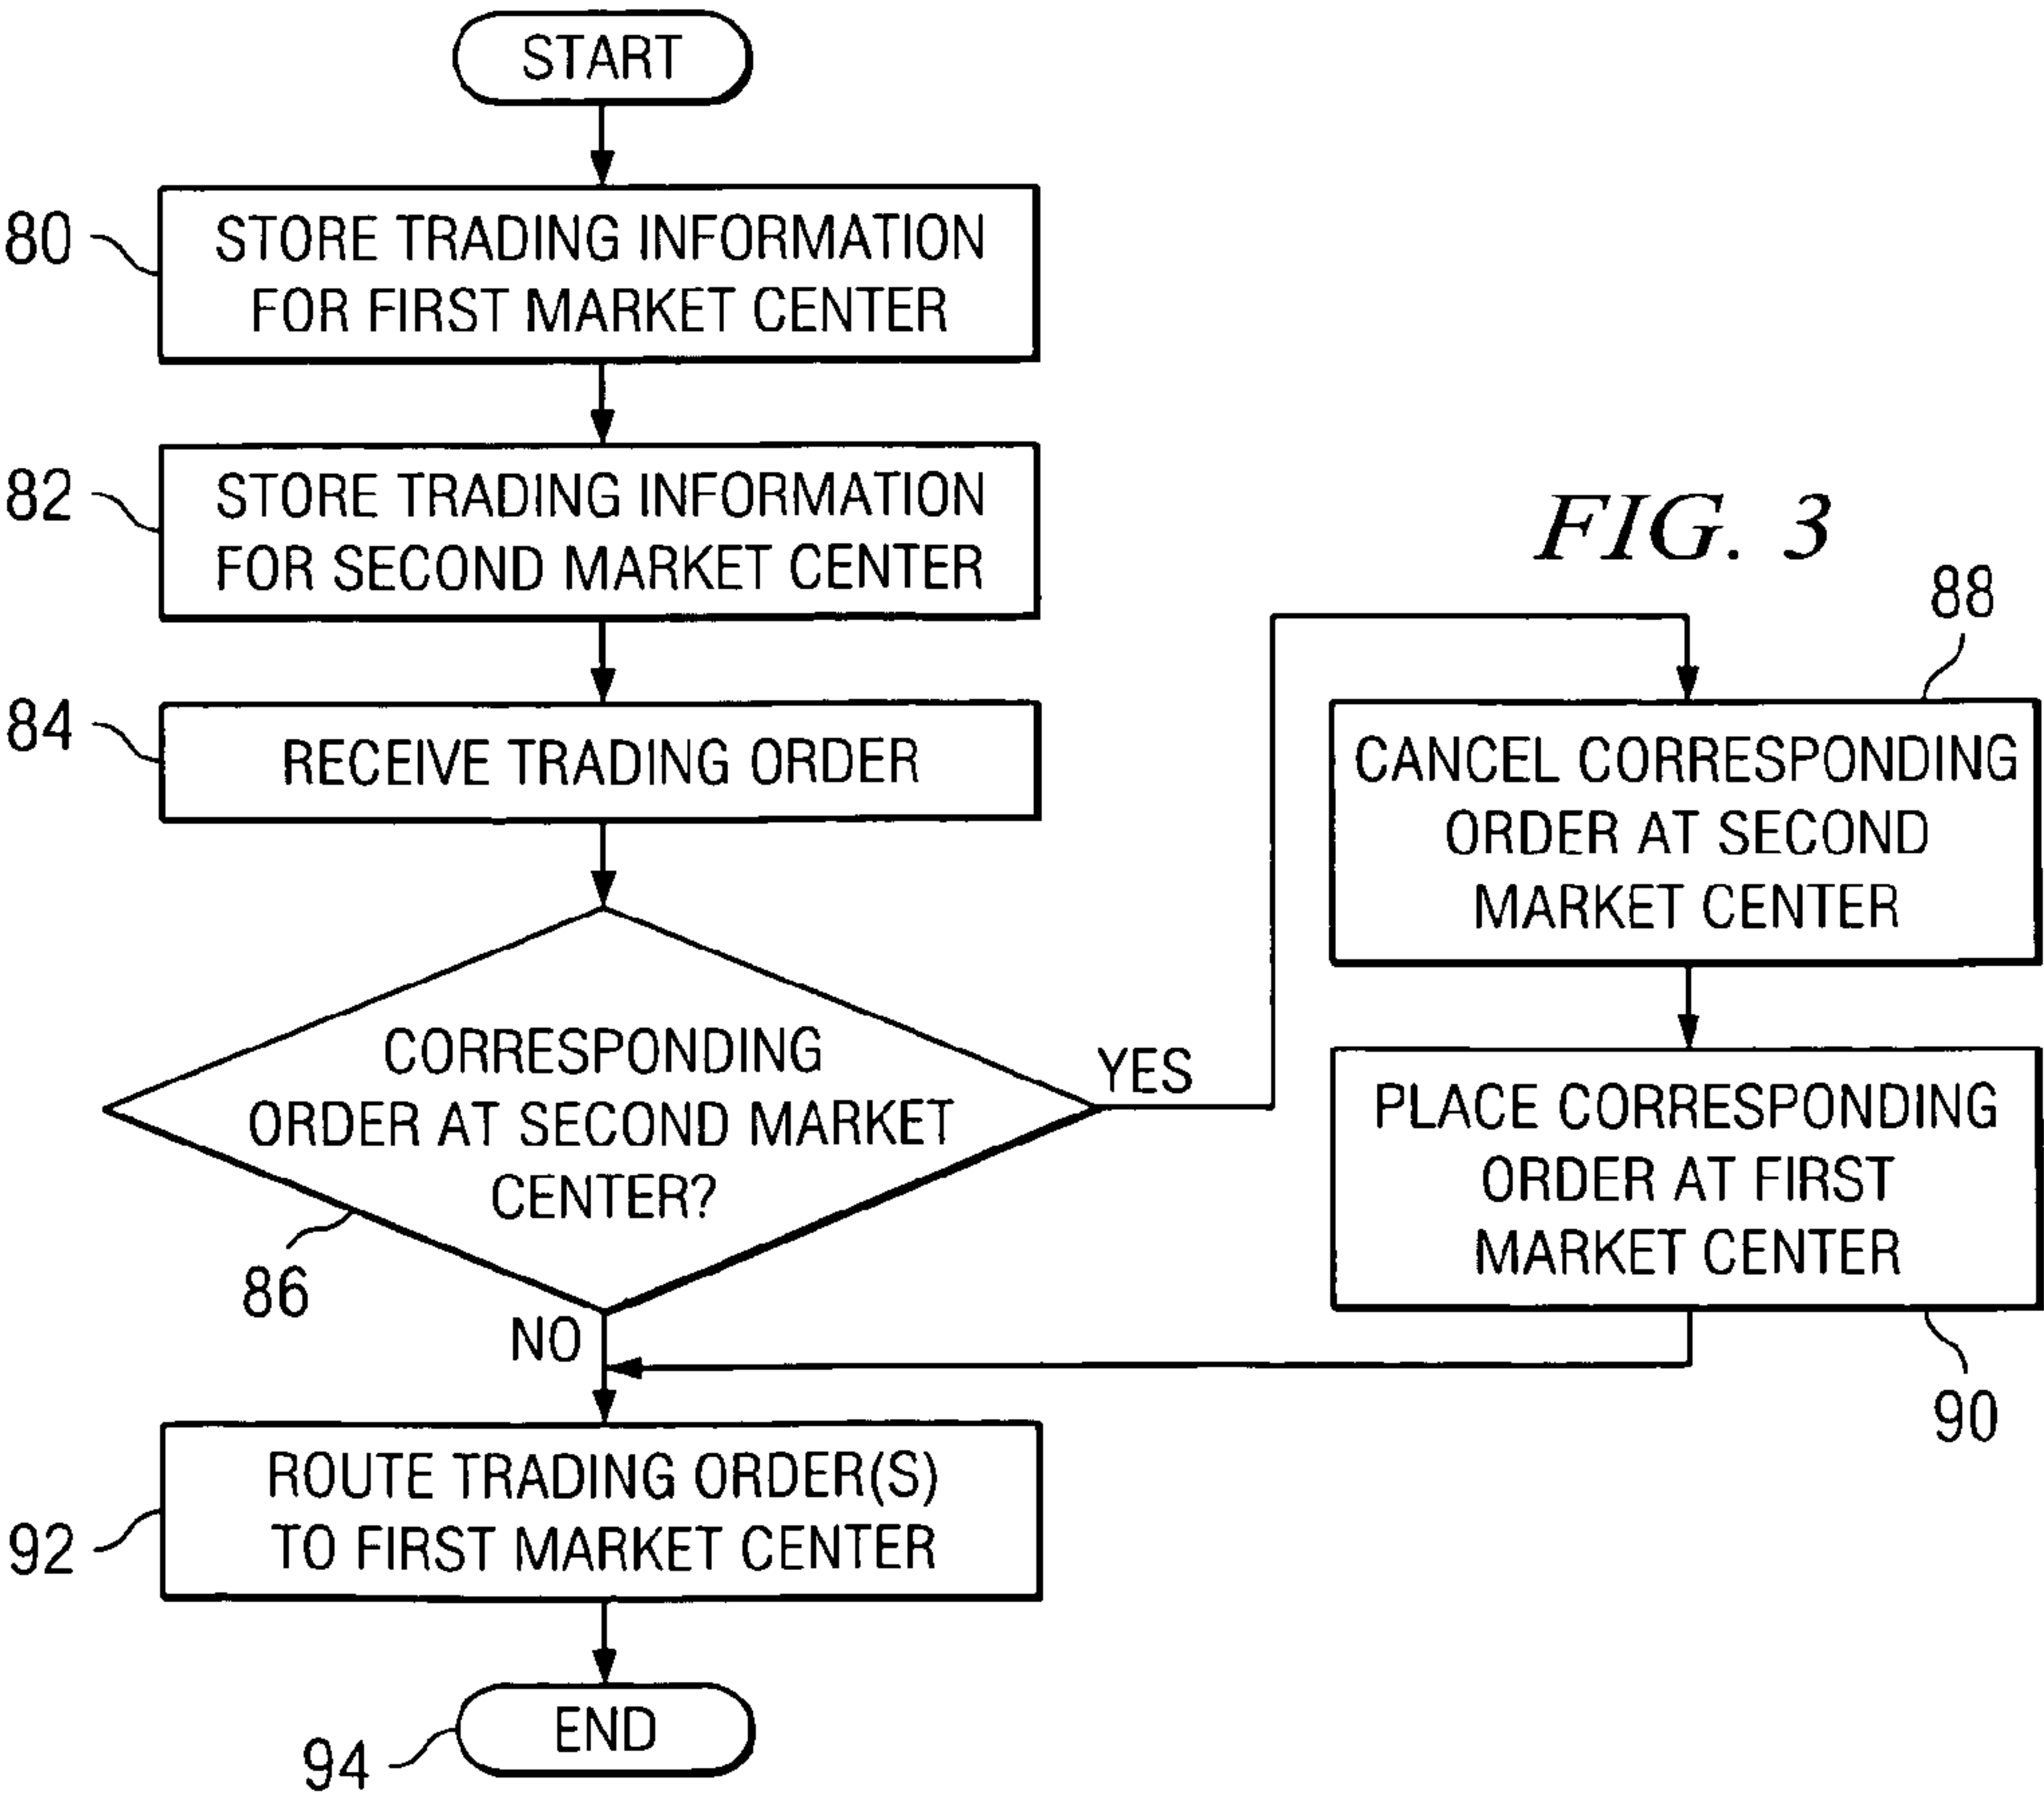 START
80
STORE TRADING INFORMATION
FOR FIRST MARKET CENTER
82
STORE TRADING INFORMATION
FOR SECOND MARKET CENTER
FIG. 3
84
RECEIVE TRADING ORDER
88
CANCEL CORRESPONDING
ORDER AT SECOND
MARKET CENTER
CORRESPONDING
ORDER AT SECOND MARKET
CENTER?
86
YES
NO
PLACE CORRESPONDING
ORDER AT FIRST
MARKET CENTER
90
92
ROUTE TRADING ORDER(S)
TO FIRST MARKET CENTER
94
END